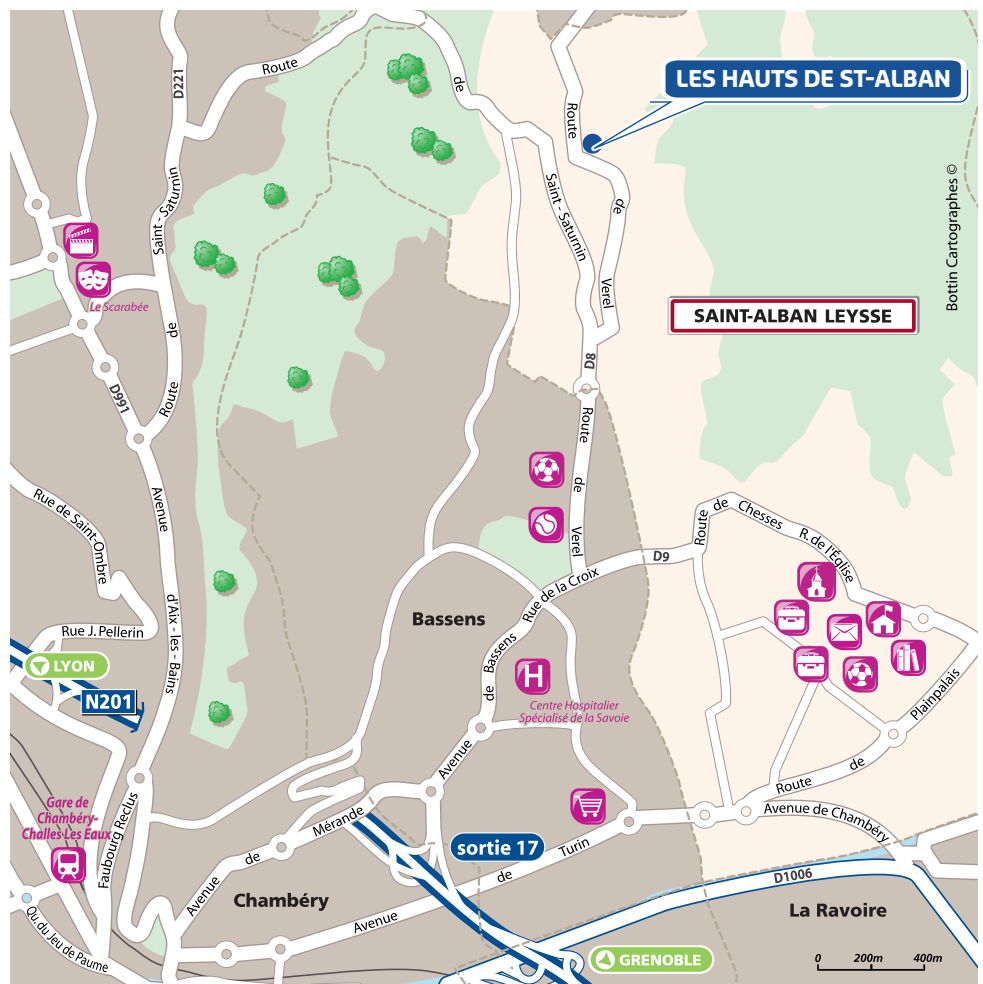 D221
Route
de
LES HAUTS DE ST-ALBAN
Route
de
Verel
Saint - Saturnin
Saint - Saturnin
de
Route
Bottin Cartographes ©
Le Scarabée
SAINT-ALBAN LEYSSE
D991
D8
Route
de
Verel
Avenue
d'Aix - les - Bains
Rue de Saint-Ombre
Route de Chesses
R. de l'Église
D9
Rue de la Croix
Bassens
Rue J. Pellerin
LYON
N201
de Bassens
Avenue
H
Centre Hospitalier
Spécialisé de la Savoie
Plainpalais
de
Route
Gare de
Chambéry-
Challes-Les Eaux
Faubourg Reclus
Mérande
de
Avenue
Avenue de Chambéry
sortie 17
Turin
de
Avenue
D1006
Chambéry
La Ravoire
Qu. du Jeu de Paume
GRENOBLE
0 200m 400m